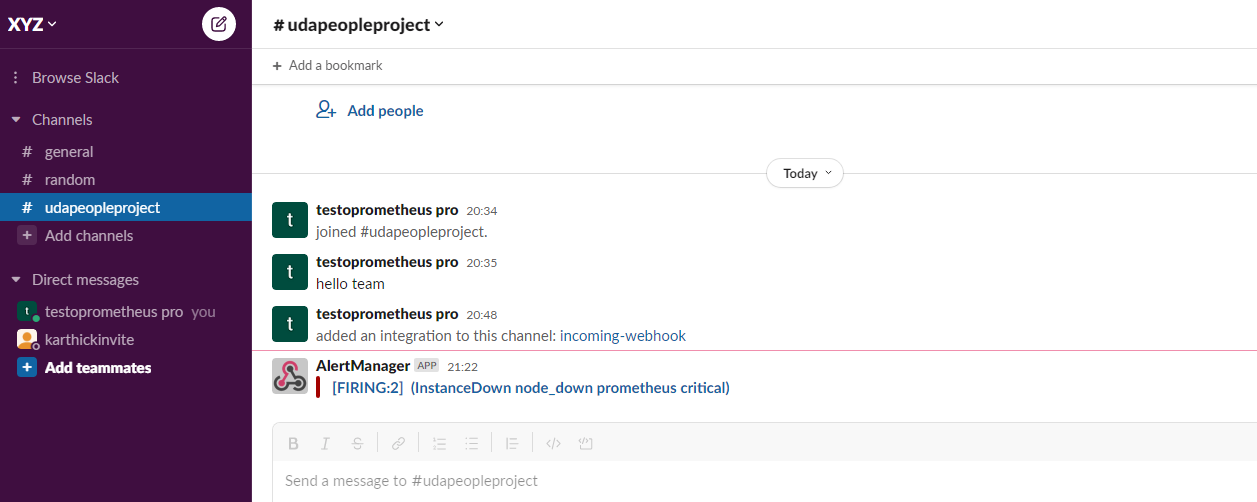 XYZ
Browse Slack
Channels
# general
# random
# udapeopleproject
+ Add channels
Direct messages
t testoprometheus pro you
karthickinvite
+ Add teammates
# udapeopleproject
+ Add a bookmark
Add people
Today
t testoprometheus pro 20:34
joined #udapeopleproject.
t testoprometheus pro 20:35
hello team
t testoprometheus pro 20:48
added an integration to this channel: incoming-webhook
AlertManager APP 21:22
[FIRING:2] (InstanceDown node_down prometheus critical)
B I S </>
Send a message to #udapeopleproject